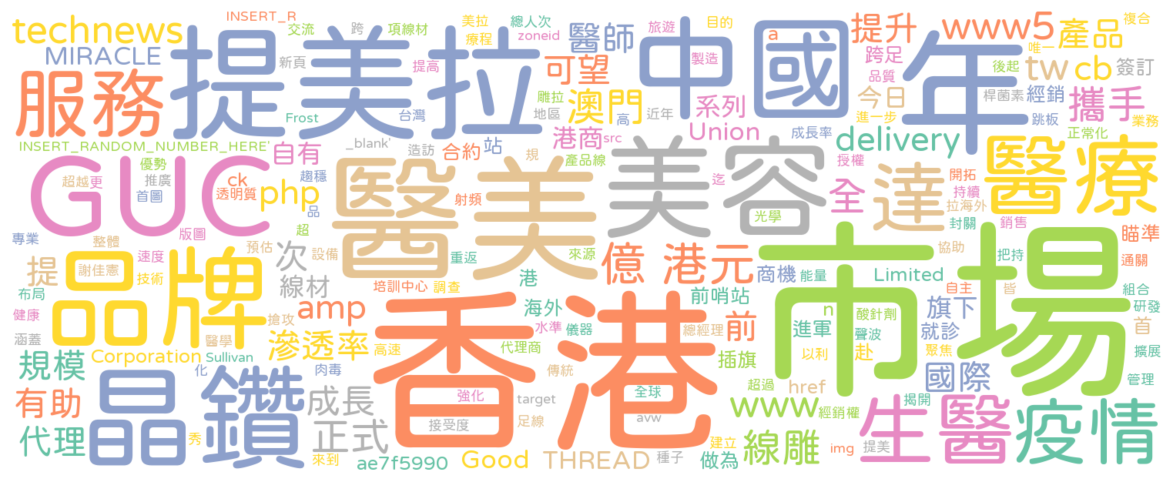 technews
INSERT_R
交流
跨
美拉
項線材
總人次
旅遊
目的
複合
MIRACLE
提美拉
療程
zoneid
醫師
中國
a
提升
www5
唯一
產品
服務
新頁
提高
可望
製造
年
跨足
後起
tw
cb
簽訂
Frost
台灣
雕拉
澳門
地區
高
近年
系列
品質
今日
桿菌素
經銷
攜手
INSERT_RANDOM_NUMBER_HERE'
自有
_blank'
造訪
合約
站
港商
src
Union
成長率
進一步
delivery
跳板
正常化
業務
GUC
優勢
超越
更
推廣
首圖
ck
透明質
趨穩
php
品
超
醫美
規
產品線
射頻
迄
美容
授權
光學
全
達
開拓
持續
拉海外
封關
銷售
醫療
專業
版圖
整體
速度
預估
設備
重返
來源
億
港元
市場
協助
瞄準
通關
提
謝佳憲
布局
技術
品牌
次
線材
培訓中心
調查
港
海外
前哨站
商機
能量
Limited
把持
自主
皆
組合
研發
健康
搶攻
amp
香港
水準
儀器
總經理
前
n
酸針劑
進軍
聲波
旗下
就診
首
擴展
涵蓋
醫學
規模
Corporation
Sullivan
滲透率
高速
代理商
傳統
插旗
以利
赴
聚焦
國際
管理
化
肉毒
有助
晶鑽
成長
強化
target
全球
超過
href
www
經銷權
揭開
生醫
疫情
代理
秀
正式
接受度
足線
avw
線雕
來到
ae7f5990
Good
THREAD
種子
建立
做為
img
提美